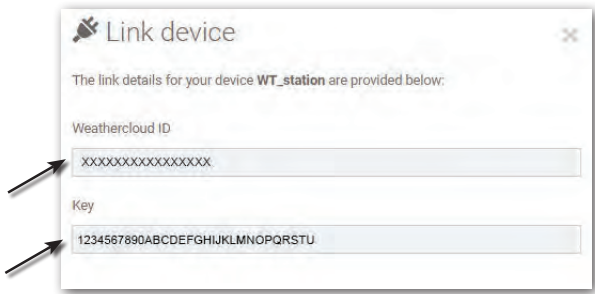 Link device
The link details for your device WT_station are provided below:
Weathercloud ID
XXXXXXXXXXXXXXXX
Key
1234567890ABCDEFGHIJKLMNOPQRSTU